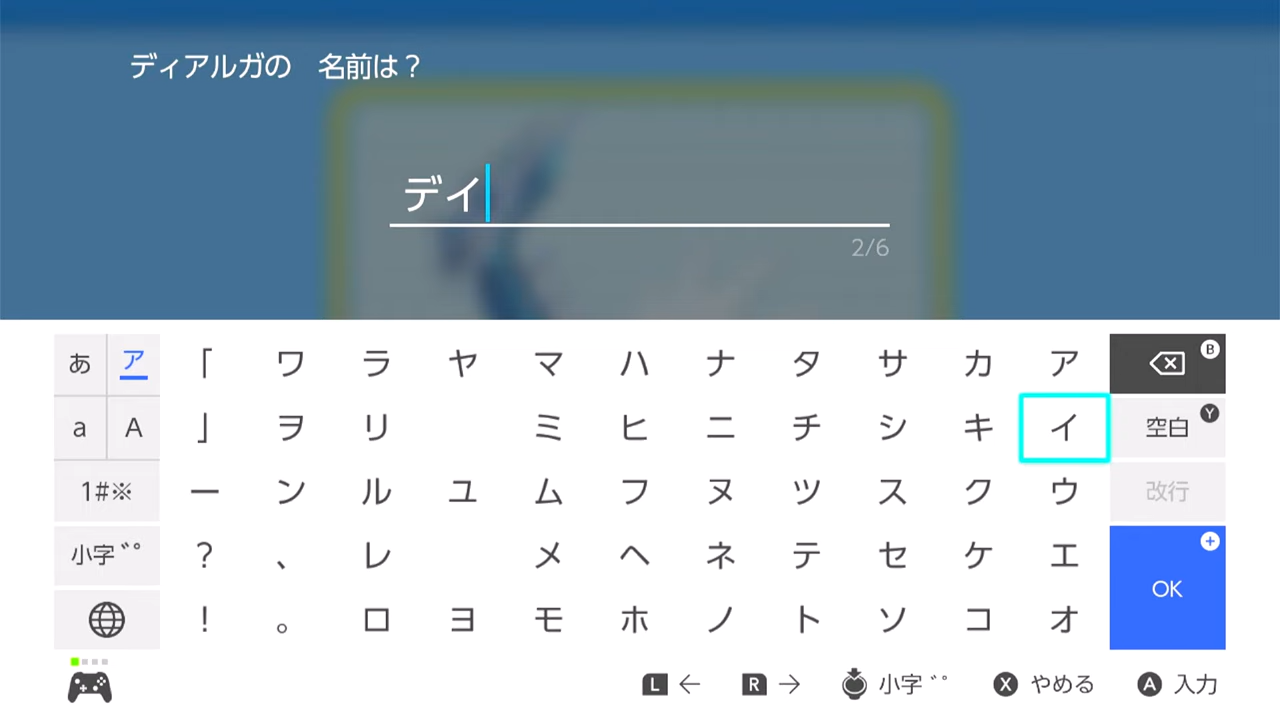 ディアルガの　名前は？
デイ
2/6
あ ア 「 ワ ラ ヤ マ ハ ナ タ サ カ ア B
a A 」 ヲ リ ミ ヒ ニ チ シ キ イ 空白 Y
1#※ ー ン ル ユ ム フ ヌ ツ ス ク ウ 改行
小字゛゜ ? 、 レ メ ヘ ネ テ セ ケ エ +
! 。 ロ ヨ モ ホ ノ ト ソ コ オ OK
L ← R → 小字゛゜ X やめる A 入力